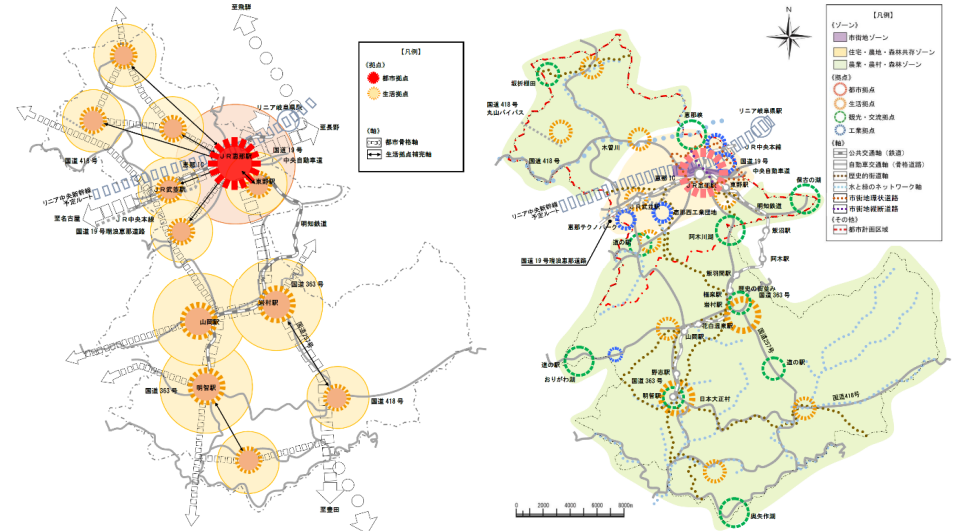 至飛騨
【凡例】
《拠点》
都市拠点
生活拠点
《軸》
都市骨格軸
生活拠点補完軸
リニア岐阜県駅
至長野
国道19号
中央自動車道
JR恵那駅
東野駅
国道418号
恵那IC
JR武並駅
リニア中央新幹線
予定ルート
至名古屋
JR中央本線
国道19号瑞浪恵那道路
明知鉄道
国道363号
岩村駅
山岡駅
国道257号
明智駅
国道363号
国道418号
至豊田
N
【凡例】
《ゾーン》
市街地ゾーン
住宅・農地・森林共存ゾーン
農業・農村・森林ゾーン
《拠点》
都市拠点
生活拠点
観光・交流拠点
工業拠点
《軸》
公共交通軸（鉄道）
自動車交通軸（骨格道路）
歴史的街道軸
水と緑のネットワーク軸
市街地環状道路
市街地縦断道路
《その他》
都市計画区域
坂折棚田
国道418号
丸山バイパス
恵那峡
リニア岐阜県駅
木曽川
国道418号
JR中央本線
国道19号
中央自動車道
恵那IC
JR恵那駅
東野駅
保古の湖
リニア中央新幹線
予定ルート
JR武並駅
恵那西工業団地
明知鉄道
恵那テクノパーク
阿木川湖
飯沼駅
道の駅
国道19号瑞浪恵那道路
阿木駅
飯羽間駅
極楽駅
歴史の街並み
岩村駅
国道363号
花白温泉駅
山岡駅
国道257号
道の駅
おりがわ湖
野志駅
道の駅
国道363号
明智駅
日本大正村
国道418号
奥矢作湖
0 2000 4000 6000 8000m